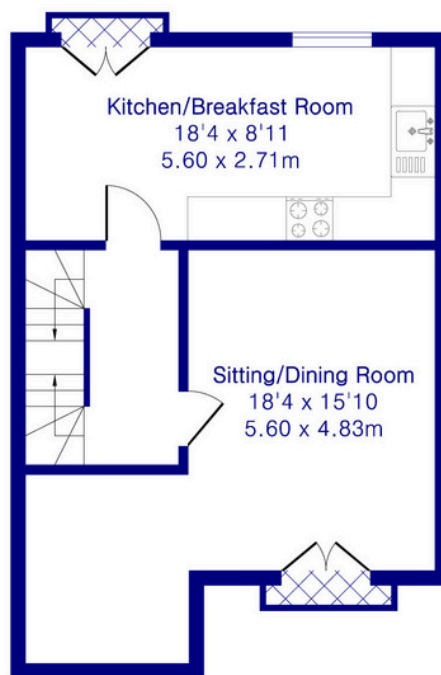 Kitchen/Breakfast Room
18'4 x 8'11
5.60 x 2.71m
Sitting/Dining Room
18'4 x 15'10
5.60 x 4.83m